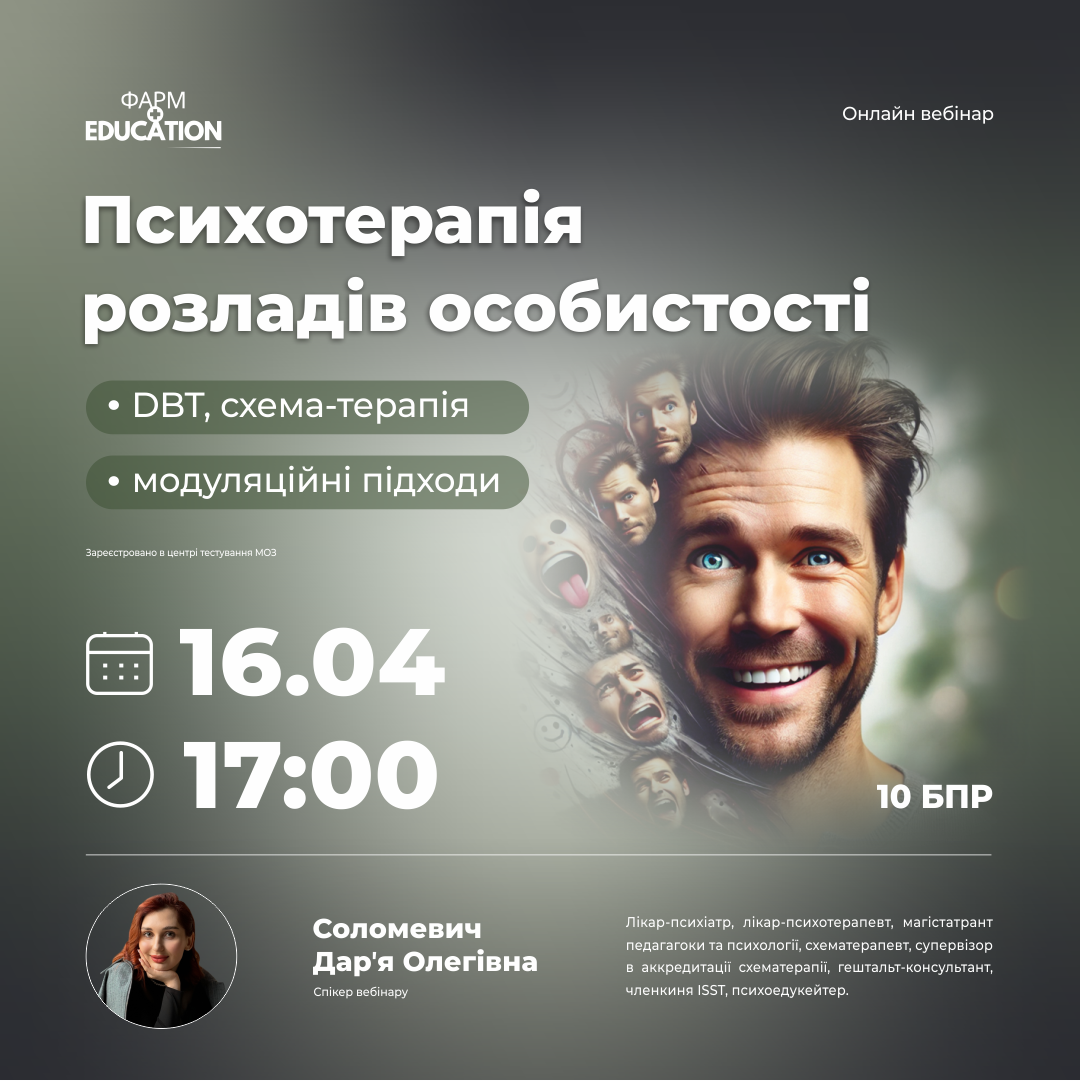 ФАРМ
EDUCATION
Онлайн вебінар
Психотерапія
розладів особистості
• DBT, схема-терапія
• модуляційні підходи
Зареєстровано в центрі тестування МОЗ
16.04
17:00
10 БПР
Соломевич
Дар'я Олегівна
Спікер вебінару
Лікар-психіатр, лікар-психотерапевт, магістатрант
педагагоки та психології, схематерапевт, супервізор
в аккредитації схематерапії, гештальт-консультант,
членкиня ISST, психоедукейтер.